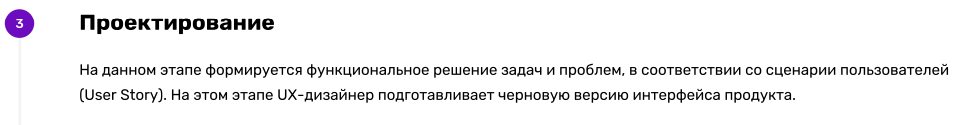 3
Проектирование
На данном этапе формируется функциональное решение задач и проблем, в соответствии со сценарии пользователей
(User Story). На этом этапе UX-дизайнер подготавливает черновую версию интерфейса продукта.